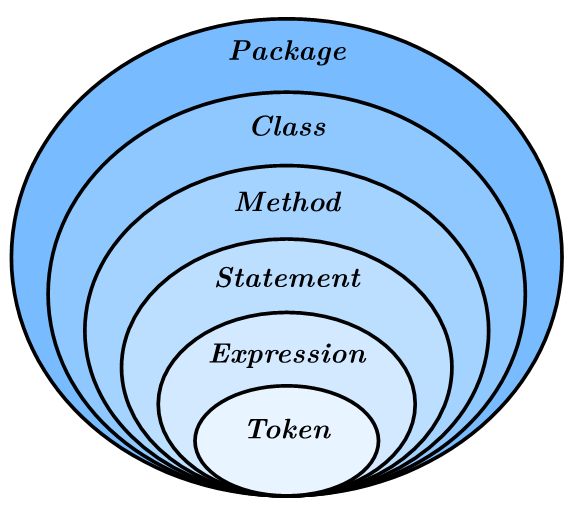 Package
Class
Method
Statement
Expression
Token